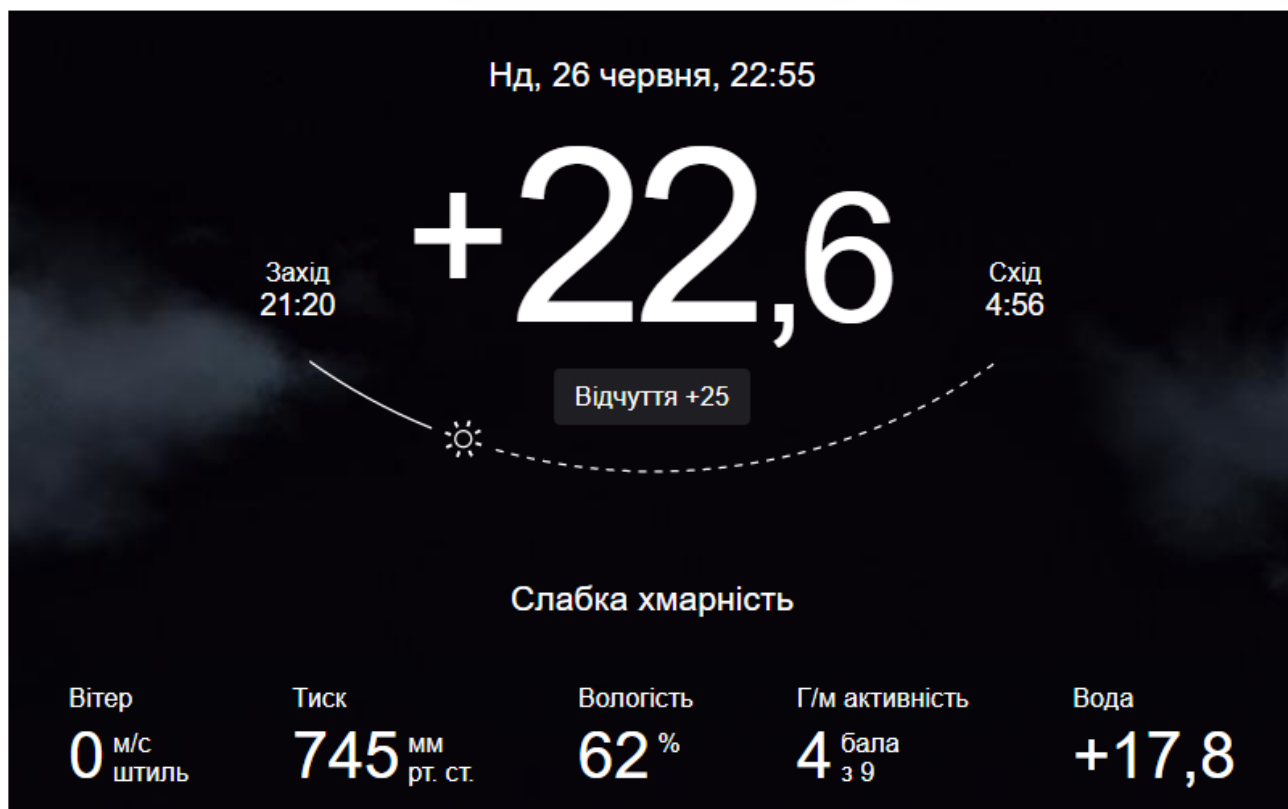 Нд, 26 червня, 22:55
+22,6
Захід
21:20
Схід
4:56
Відчуття +25
Слабка хмарність
Вітер
0 м/с
штиль
Тиск
745 мм
рт. ст.
Вологість
62 %
Г/м активність
4 бала
з 9
Вода
+17,8